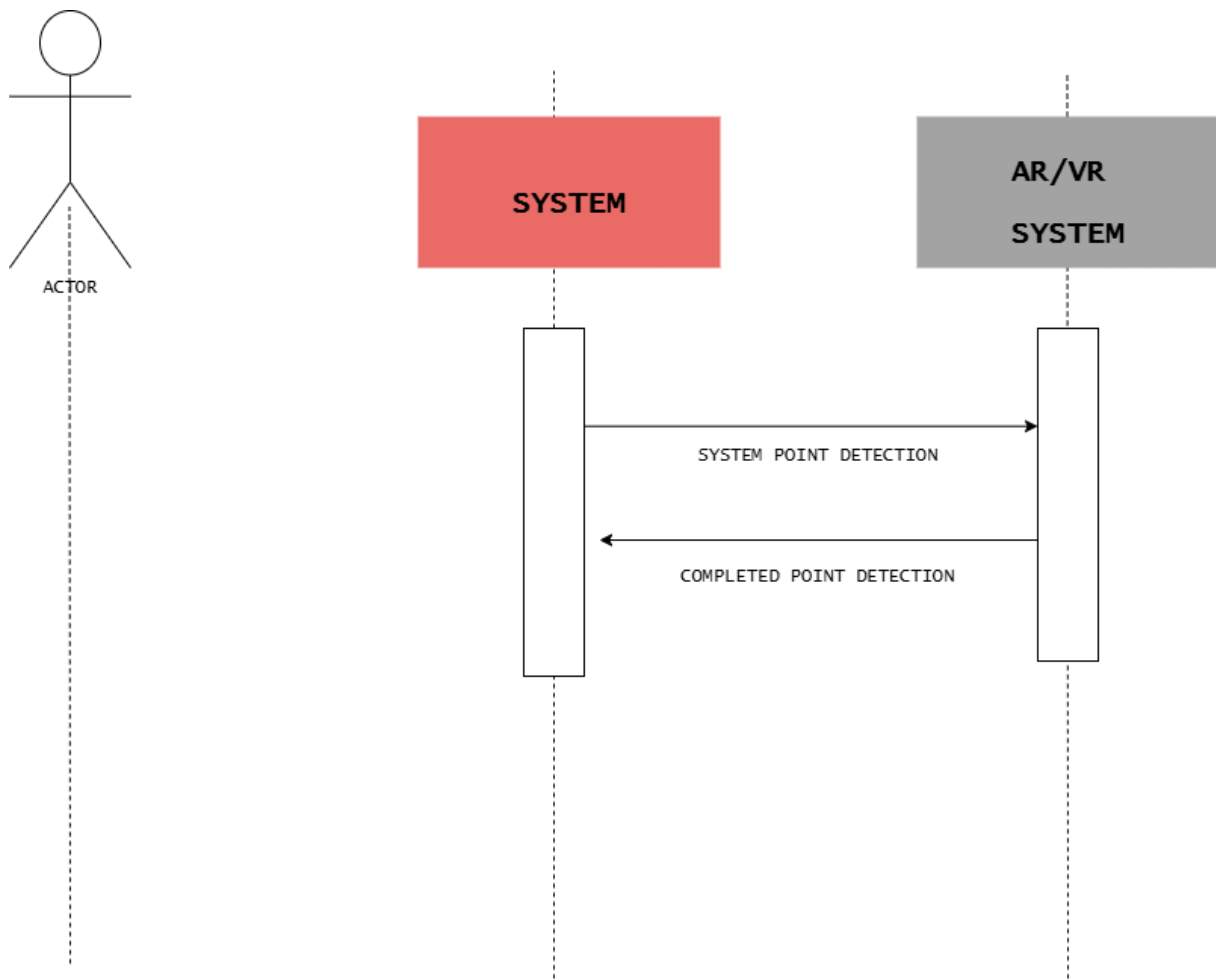 SYSTEM
AR/VR
SYSTEM
ACTOR
SYSTEM POINT DETECTION
COMPLETED POINT DETECTION